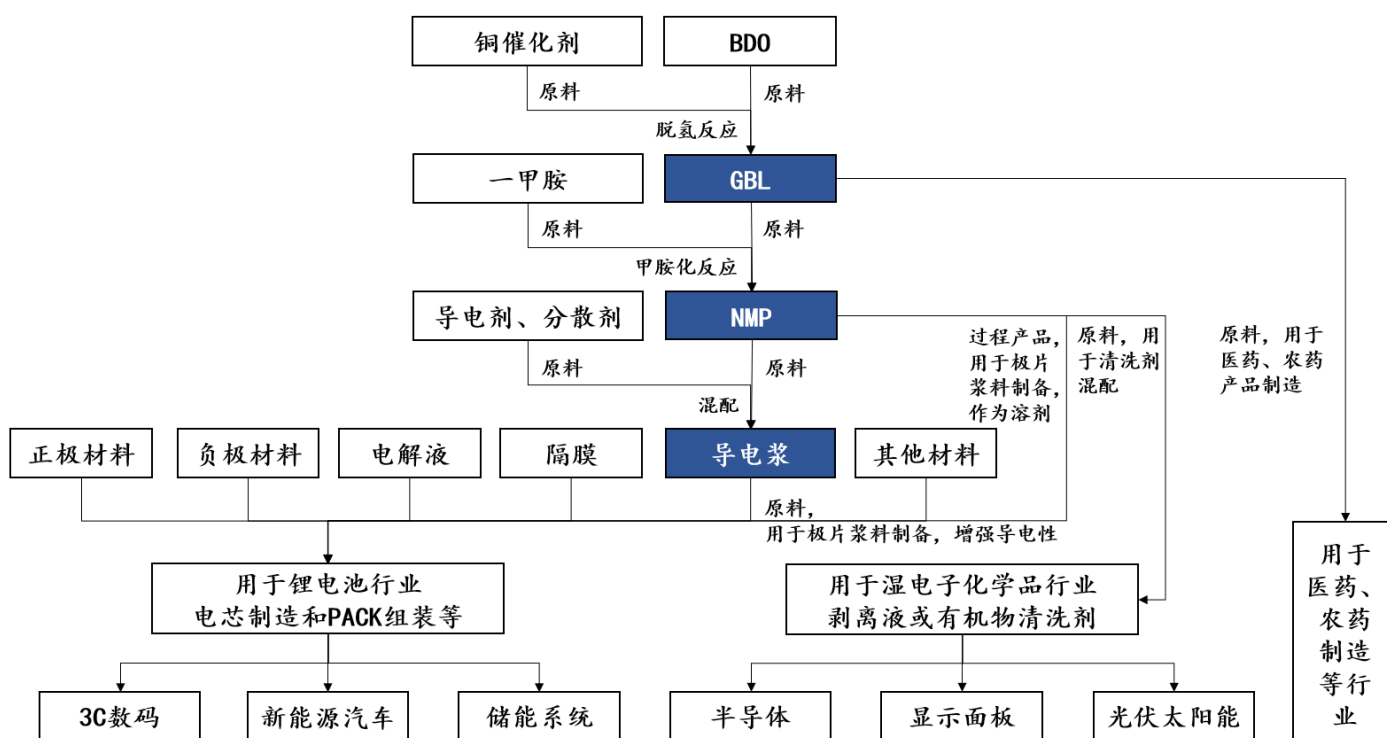 铜催化剂
BDO
原料
原料
脱氢反应
一甲胺
GBL
原料
原料
甲胺化反应
导电剂、分散剂
NMP
原料
原料
混配
过程产品，
用于极片
浆料制备，
作为溶剂
原料，用
于清洗剂
混配
原料，用于
医药、农药
产品制造
正极材料
负极材料
电解液
隔膜
导电浆
其他材料
原料，
用于极片浆料制备，增强导电性
用于锂电池行业
电芯制造和PACK组装等
用于湿电子化学品行业
剥离液或有机物清洗剂
用于
医药、
农药
制造
等行
业
3C数码
新能源汽车
储能系统
半导体
显示面板
光伏太阳能